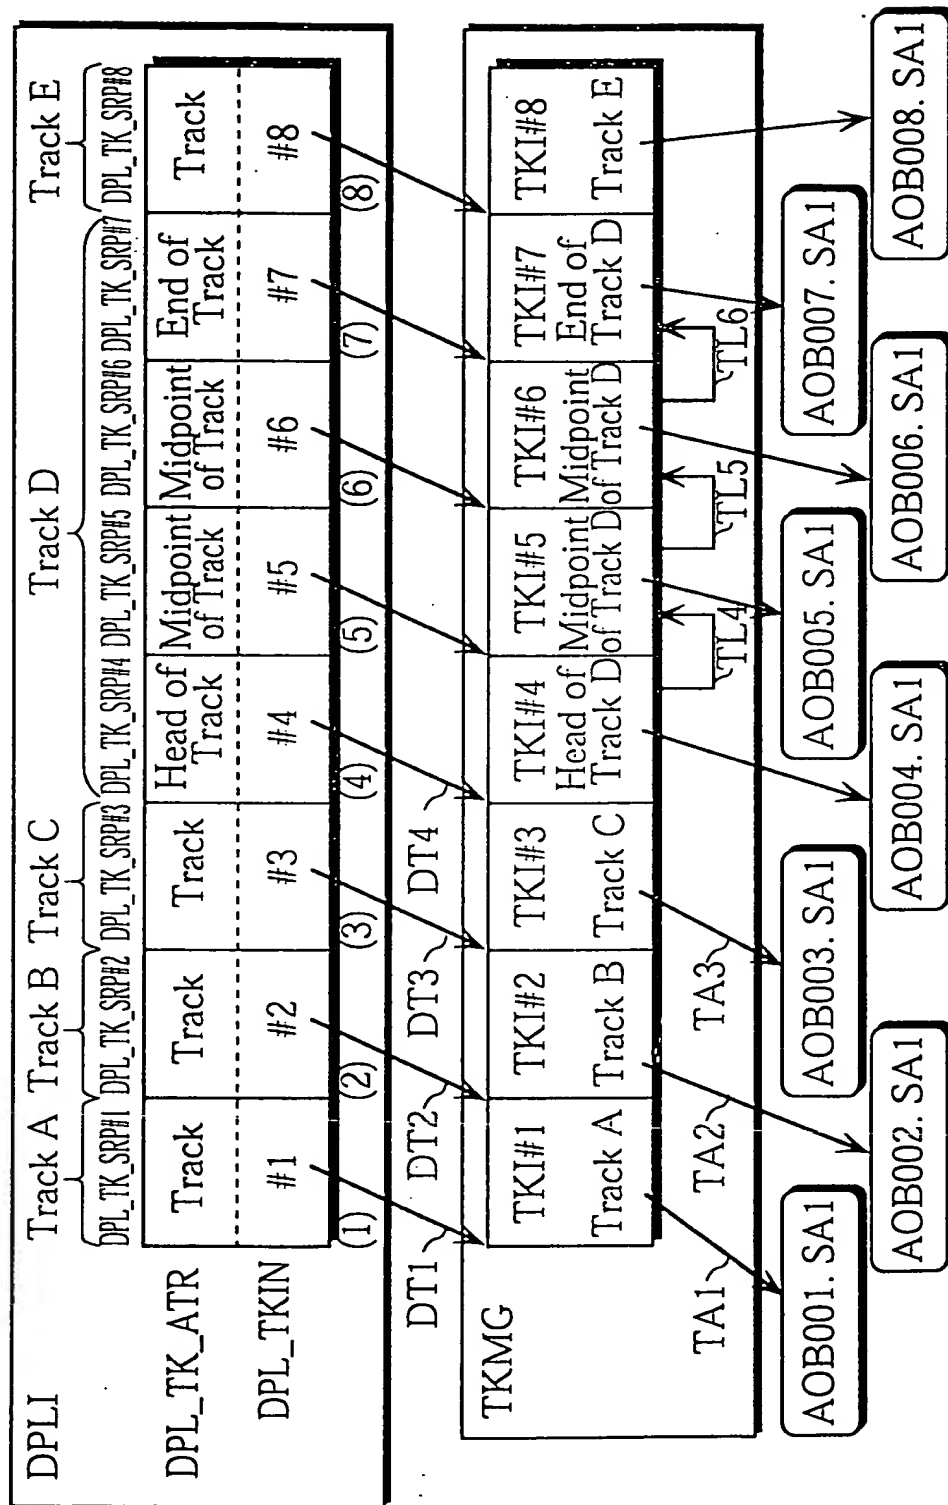 DPLI
Track A
Track B
Track C
Track D
Track E
DPL_TK_SRP#1
DPL_TK_SRP#2
DPL_TK_SRP#3
DPL_TK_SRP#4
DPL_TK_SRP#5
DPL_TK_SRP#6
DPL_TK_SRP#7
DPL_TK_SRP#8
DPL_TK_ATR
Track
Track
Track
Head of
Track
Midpoint
of Track
Midpoint
of Track
End of
Track
Track
DPL_TKIN
#1
#2
#3
#4
#5
#6
#7
#8
(1)
(2)
(3)
(4)
(5)
(6)
(7)
(8)
DT1
DT2
DT3
DT4
TKMG
TKI#1
Track A
TKI#2
Track B
TKI#3
Track C
TKI#4
Head of
Track D
TKI#5
Midpoint
of Track D
TKI#6
Midpoint
of Track D
TKI#7
End of
Track D
TKI#8
Track E
TA1
TA2
TA3
TL4
TL5
TL6
AOB001. SA1
AOB002. SA1
AOB003. SA1
AOB004. SA1
AOB005. SA1
AOB006. SA1
AOB007. SA1
AOB008. SA1